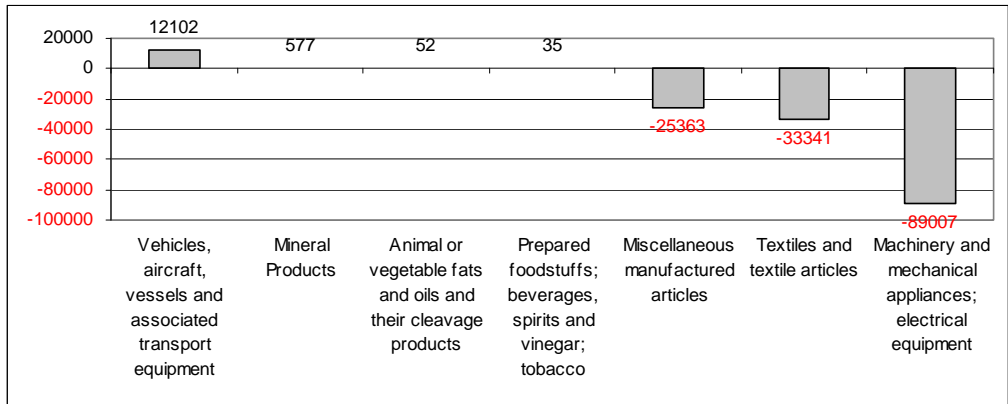 12102
577
52
35
20000
0
-20000
-40000
-60000
-80000
-100000
-25363
-33341
-89007
Vehicles,
aircraft,
vessels and
associated
transport
equipment
Mineral
Products
Animal or
vegetable fats
and oils and
their cleavage
products
Prepared
foodstuffs;
beverages,
spirits and
vinegar;
tobacco
Miscellaneous
manufactured
articles
Textiles and
textile articles
Machinery and
mechanical
appliances;
electrical
equipment